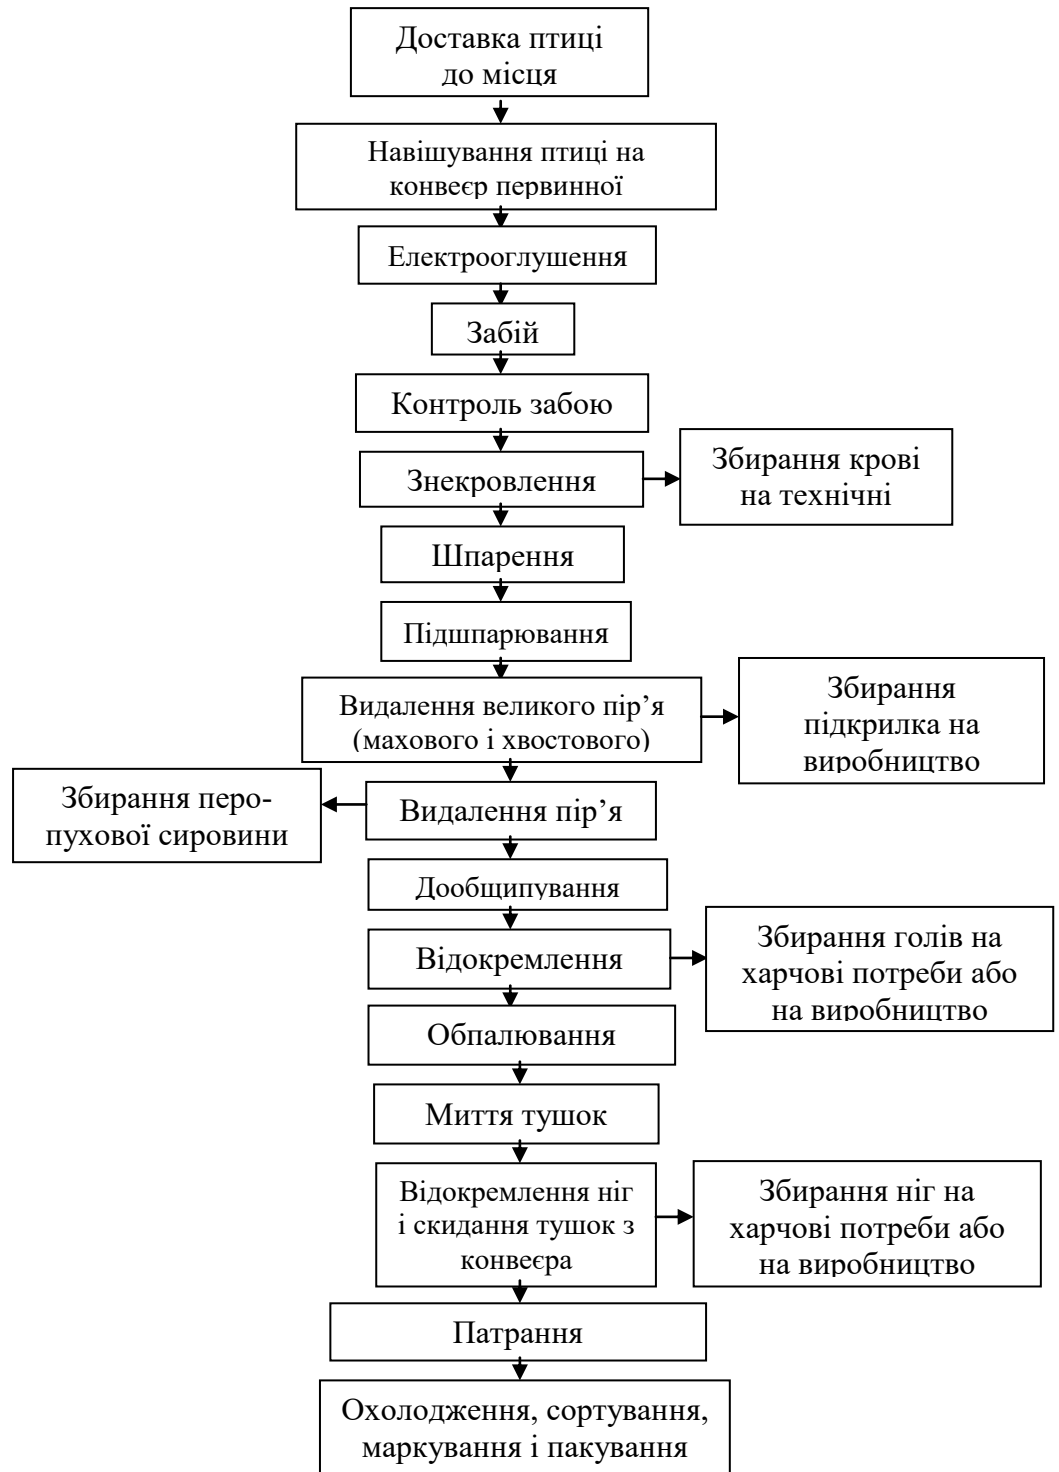 Доставка птиці
до місця
Навішування птиці на
конвеєр первинної
Електрооглушення
Забій
Контроль забою
Знекровлення
Збирання крові
на технічні
Шпарення
Підшпарювання
Видалення великого пір’я
(махового і хвостового)
Збирання
підкрилка на
виробництво
Збирання перо-
пухової сировини
Видалення пір’я
Дообщипування
Відокремлення
Збирання голів на
харчові потреби або
на виробництво
Обпалювання
Миття тушок
Відокремлення ніг
і скидання тушок з
конвеєра
Збирання ніг на
харчові потреби або
на виробництво
Патрання
Охолодження, сортування,
маркування і пакування